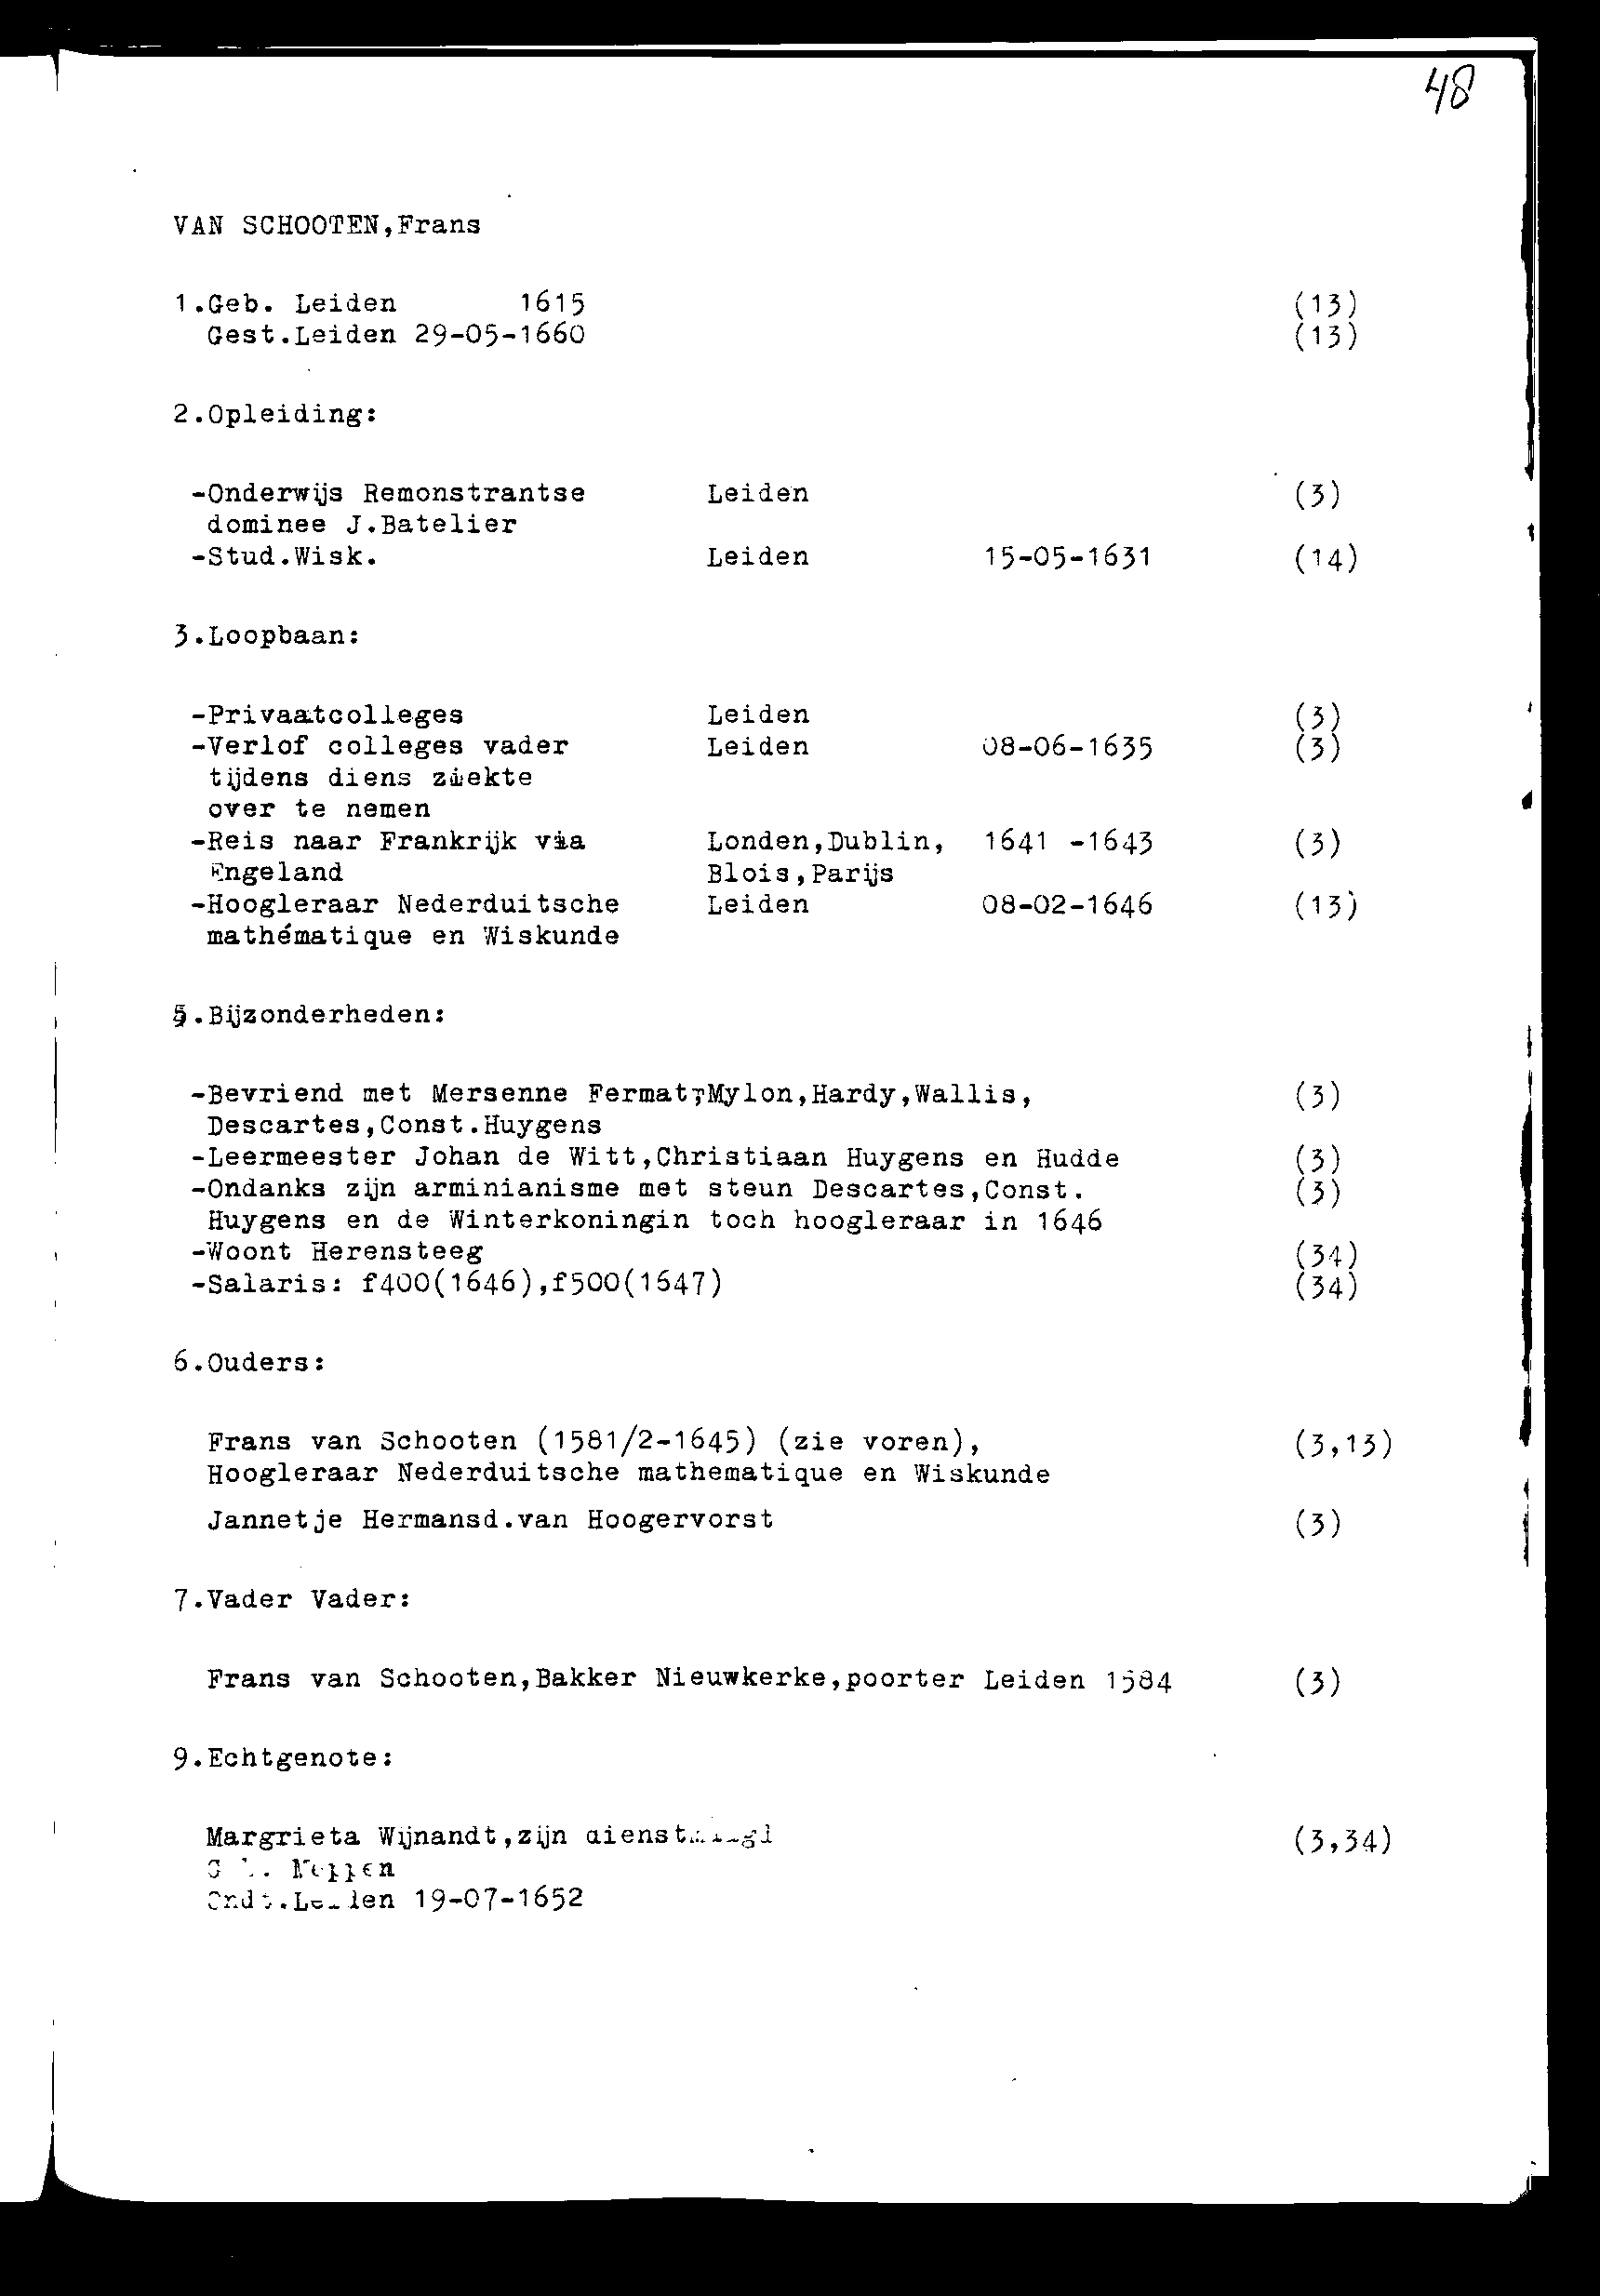 48
VAN SCHOOTEN,Frans
1.Geb. Leiden 1615 (13)
Gest.Leiden 29-05-1660 (13)
2.Opleiding:
-Onderwijs Remonstrantse Leiden (3)
dominee J.Batelier
-Stud.Wisk. Leiden 15-05-1631 (14)
3.Loopbaan:
-Privaatcolleges Leiden (3)
-Verlof colleges vader Leiden 08-06-1635 (3)
tijdens diens ziekte
over te nemen
-Reis naar Frankrijk via Londen,Dublin, 1641 -1643 (3)
Engeland Blois,Parijs
-Hoogleraar Nederduitsche Leiden 08-02-1646 (13)
mathématique en Wiskunde
5.Bijzonderheden:
-Bevriend met Mersenne Fermat,Mylon,Hardy,Wallis, (3)
Descartes,Const.Huygens
-Leermeester Johan de Witt,Christiaan Huygens en Hudde (3)
-Ondanks zijn arminianisme met steun Descartes,Const. (3)
Huygens en de Winterkoningin toch hoogleraar in 1646
-Woont Herensteeg (34)
-Salaris: f400(1646),f500(1647) (34)
6.Ouders:
Frans van Schooten (1581/2-1645) (zie voren), (3,13)
Hoogleraar Nederduitsche mathematique en Wiskunde
Jannetje Hermansd.van Hoogervorst (3)
7.Vader Vader:
Frans van Schooten,Bakker Nieuwkerke,poorter Leiden 1584 (3)
9.Echtgenote:
Margrieta Wijnandt,zijn (3,34)
Ondt.Leiden 19-07-1652